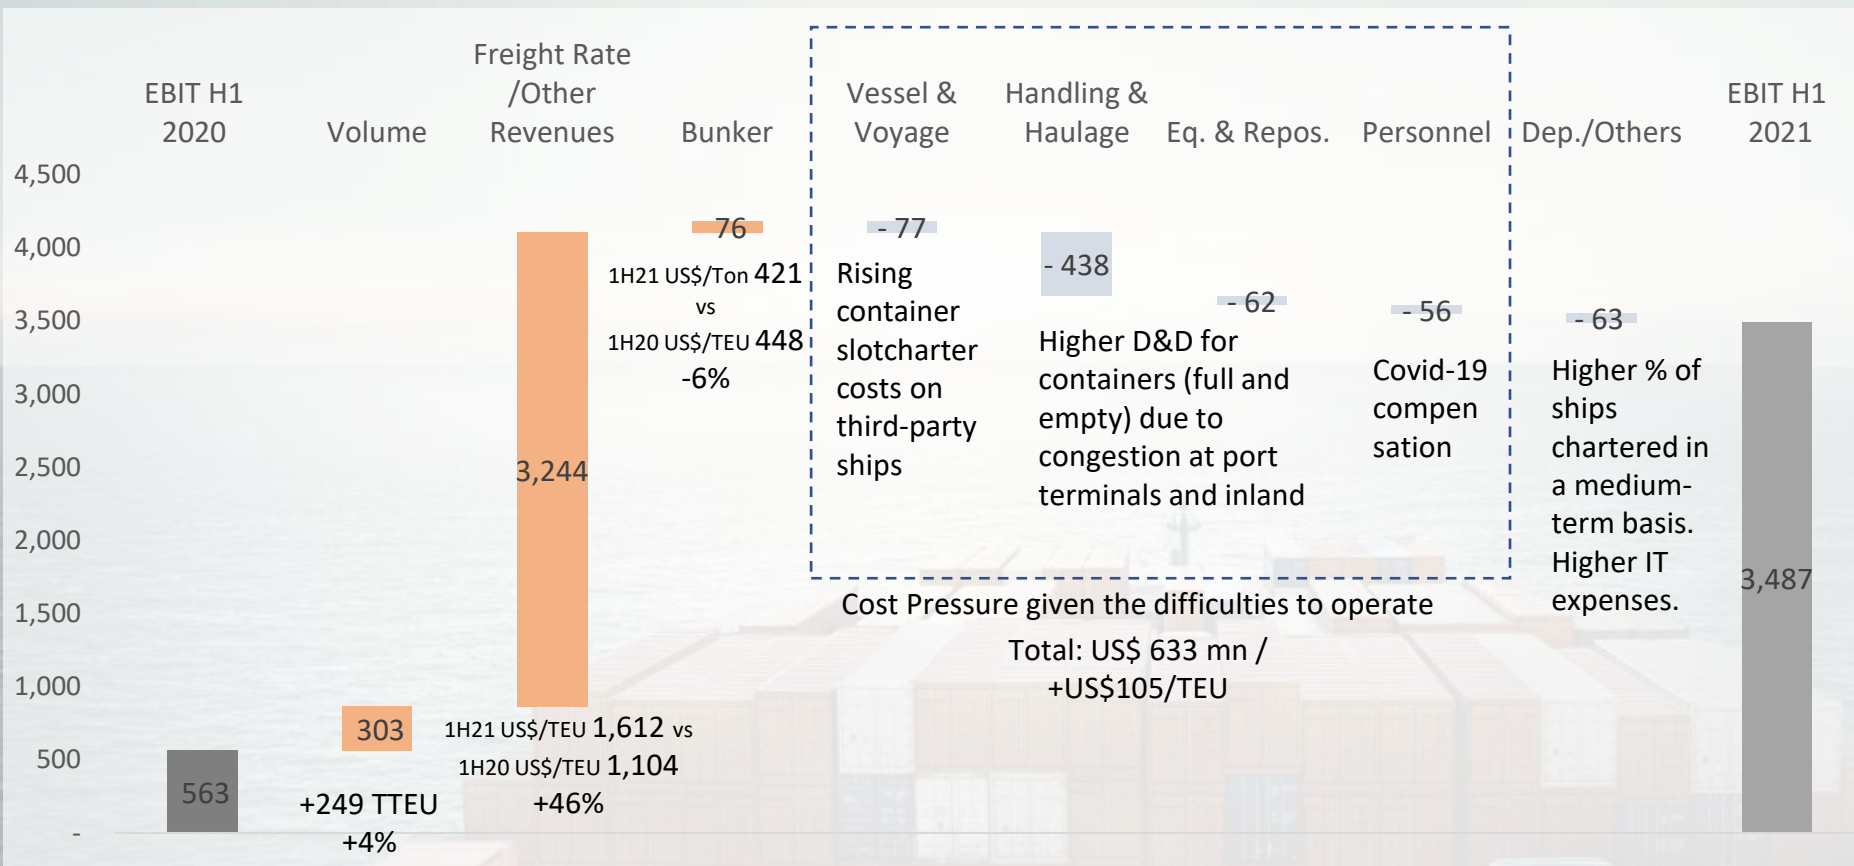 EBIT H1
2020
Volume
Freight Rate
/Other
Revenues
Bunker
Vessel &
Voyage
Handling &
Haulage
Eq. & Repos.
Personnel
Dep./Others
EBIT H1
2021
4,500
4,000
3,500
3,000
2,500
2,000
1,500
1,000
500
-
563
303
+249 TTEU
+4%
3,244
1H21 US$/TEU 1,612 vs
1H20 US$/TEU 1,104
+46%
76
1H21 US$/Ton 421
vs
1H20 US$/TEU 448
-6%
- 77
Rising
container
slotcharter
costs on
third-party
ships
- 438
Higher D&D for
containers (full and
empty) due to
congestion at port
terminals and inland
- 62
- 56
Covid-19
compen
sation
- 63
Higher % of
ships
chartered in
a medium-
term basis.
Higher IT
expenses.
3,487
Cost Pressure given the difficulties to operate
Total: US$ 633 mn /
+US$105/TEU